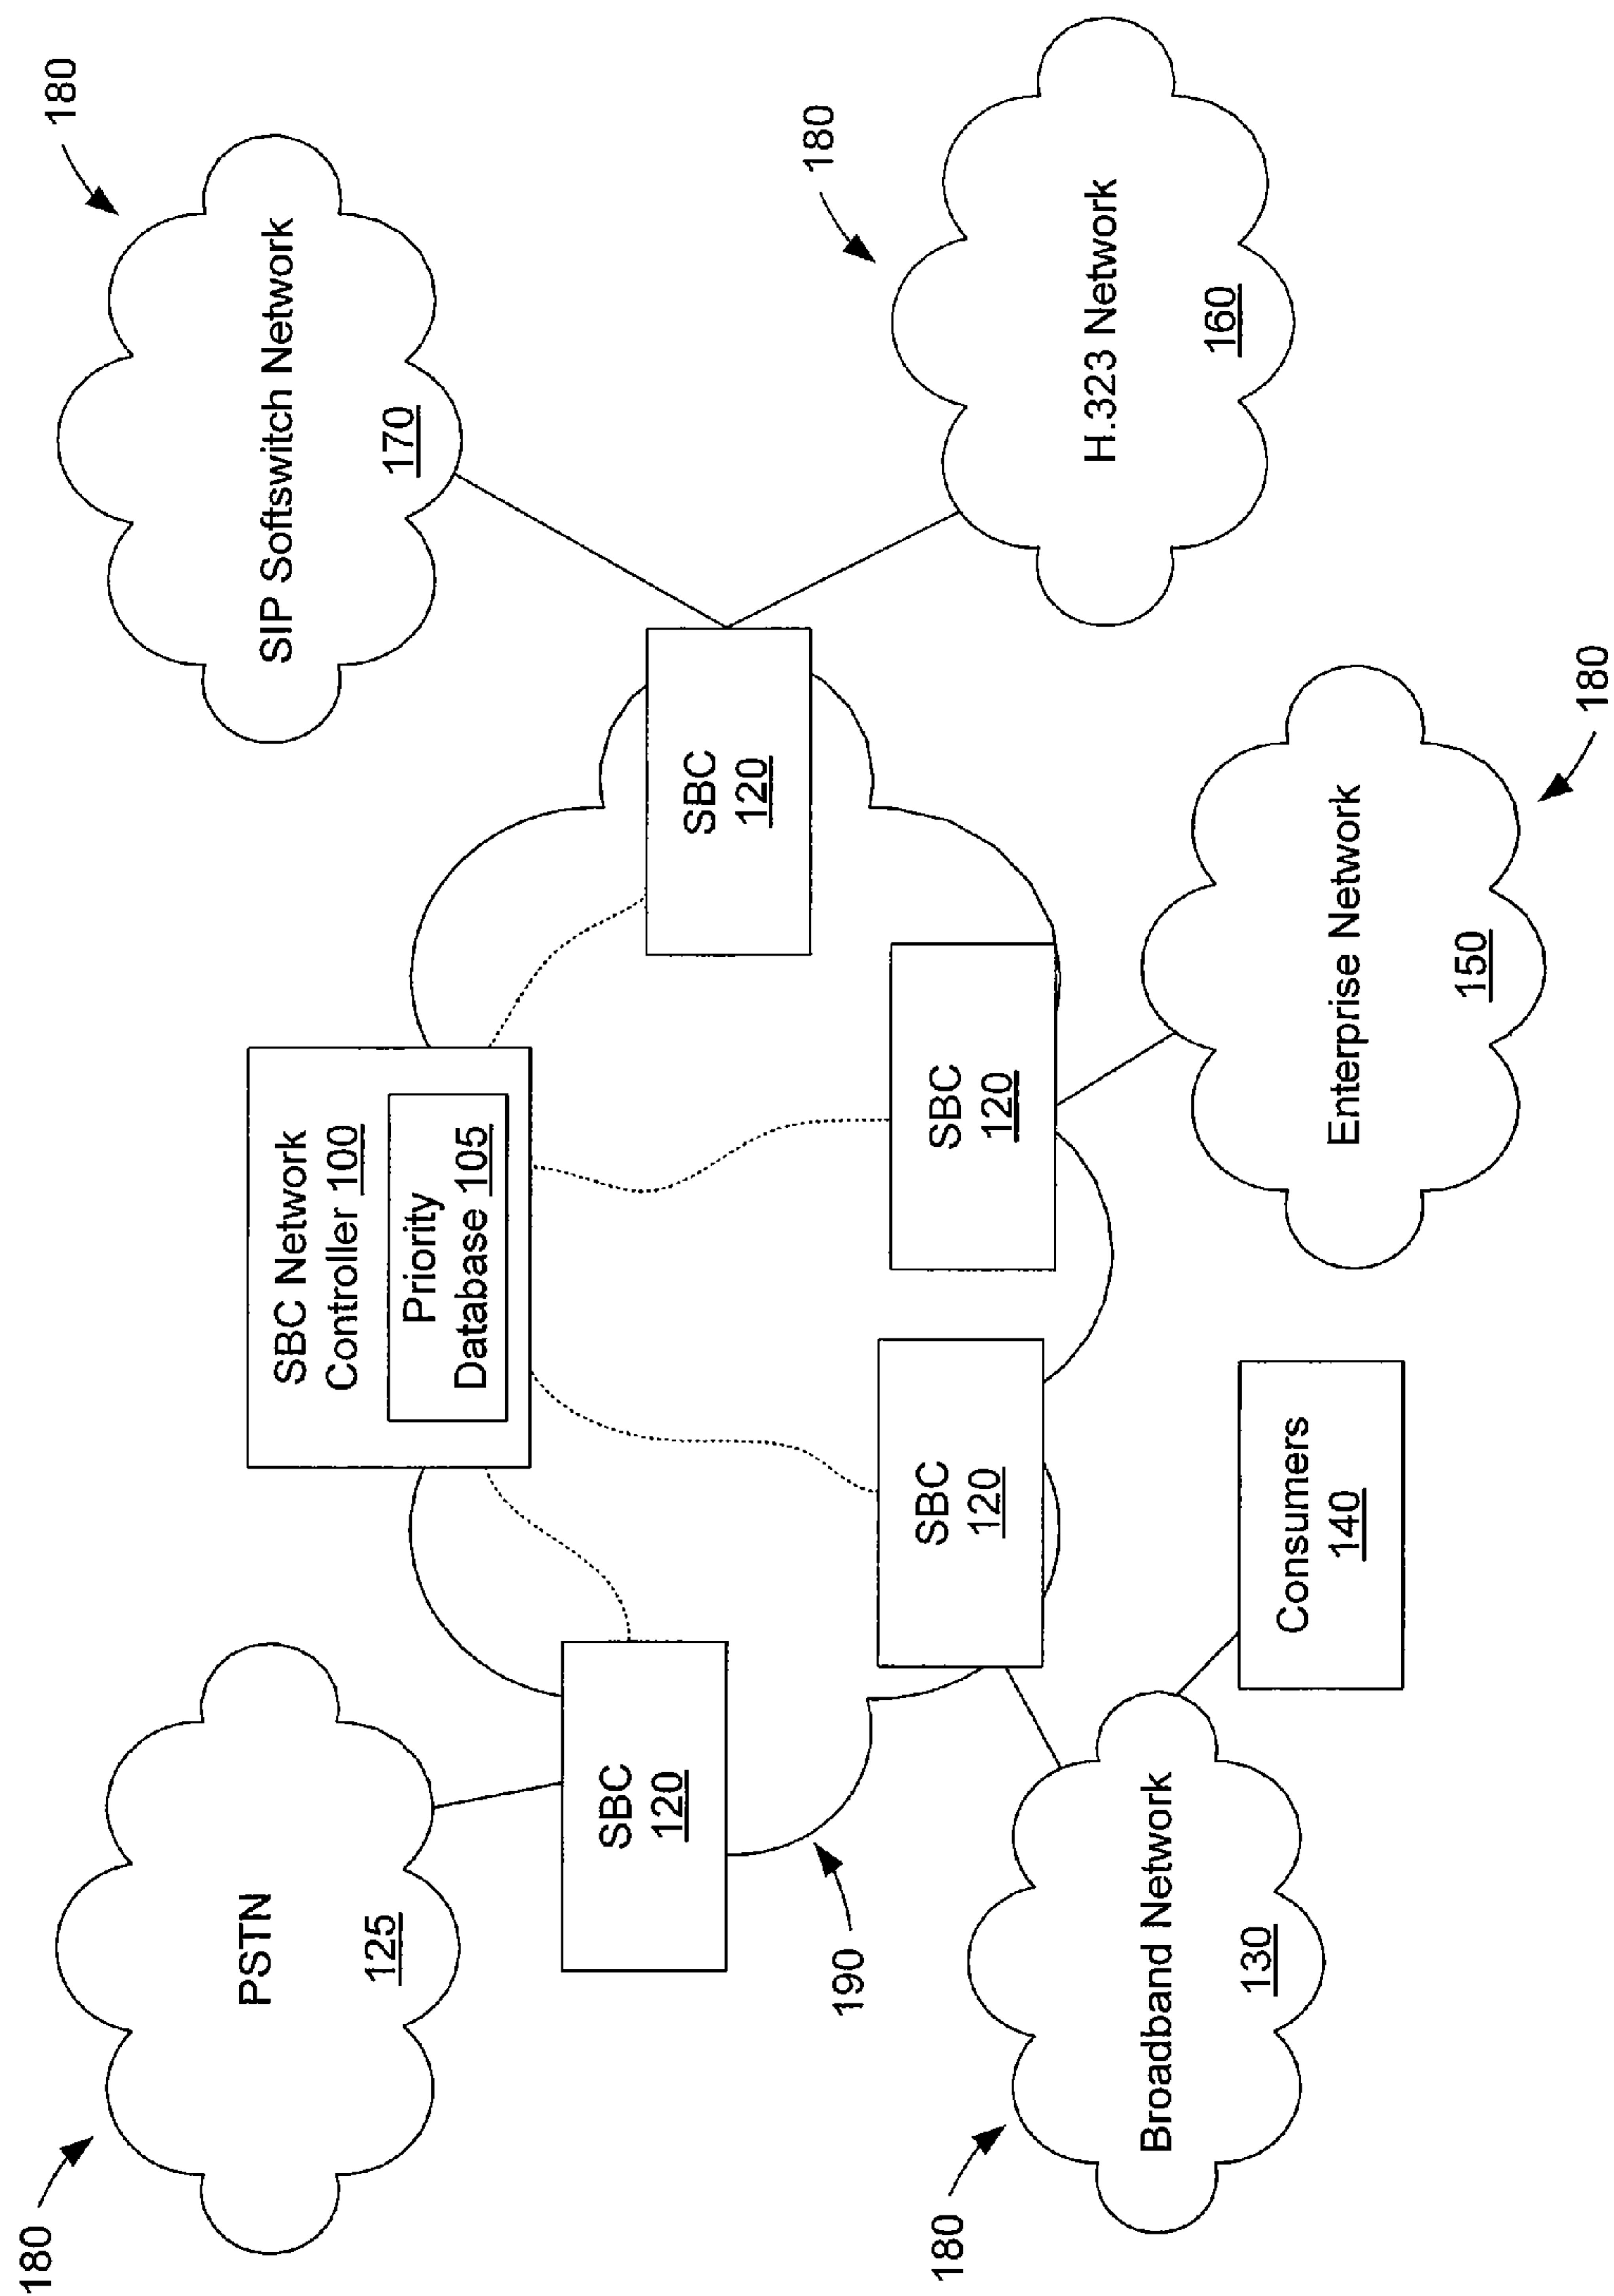 180
PSTN
125
SBC
120
190
180
Broadband Network
130
Consumers
140
SBC Network
Controller 100
Priority
Database 105
SBC
120
SBC
120
SBC
120
180
SIP Softswitch Network
170
180
H.323 Network
160
Enterprise Network
150
180